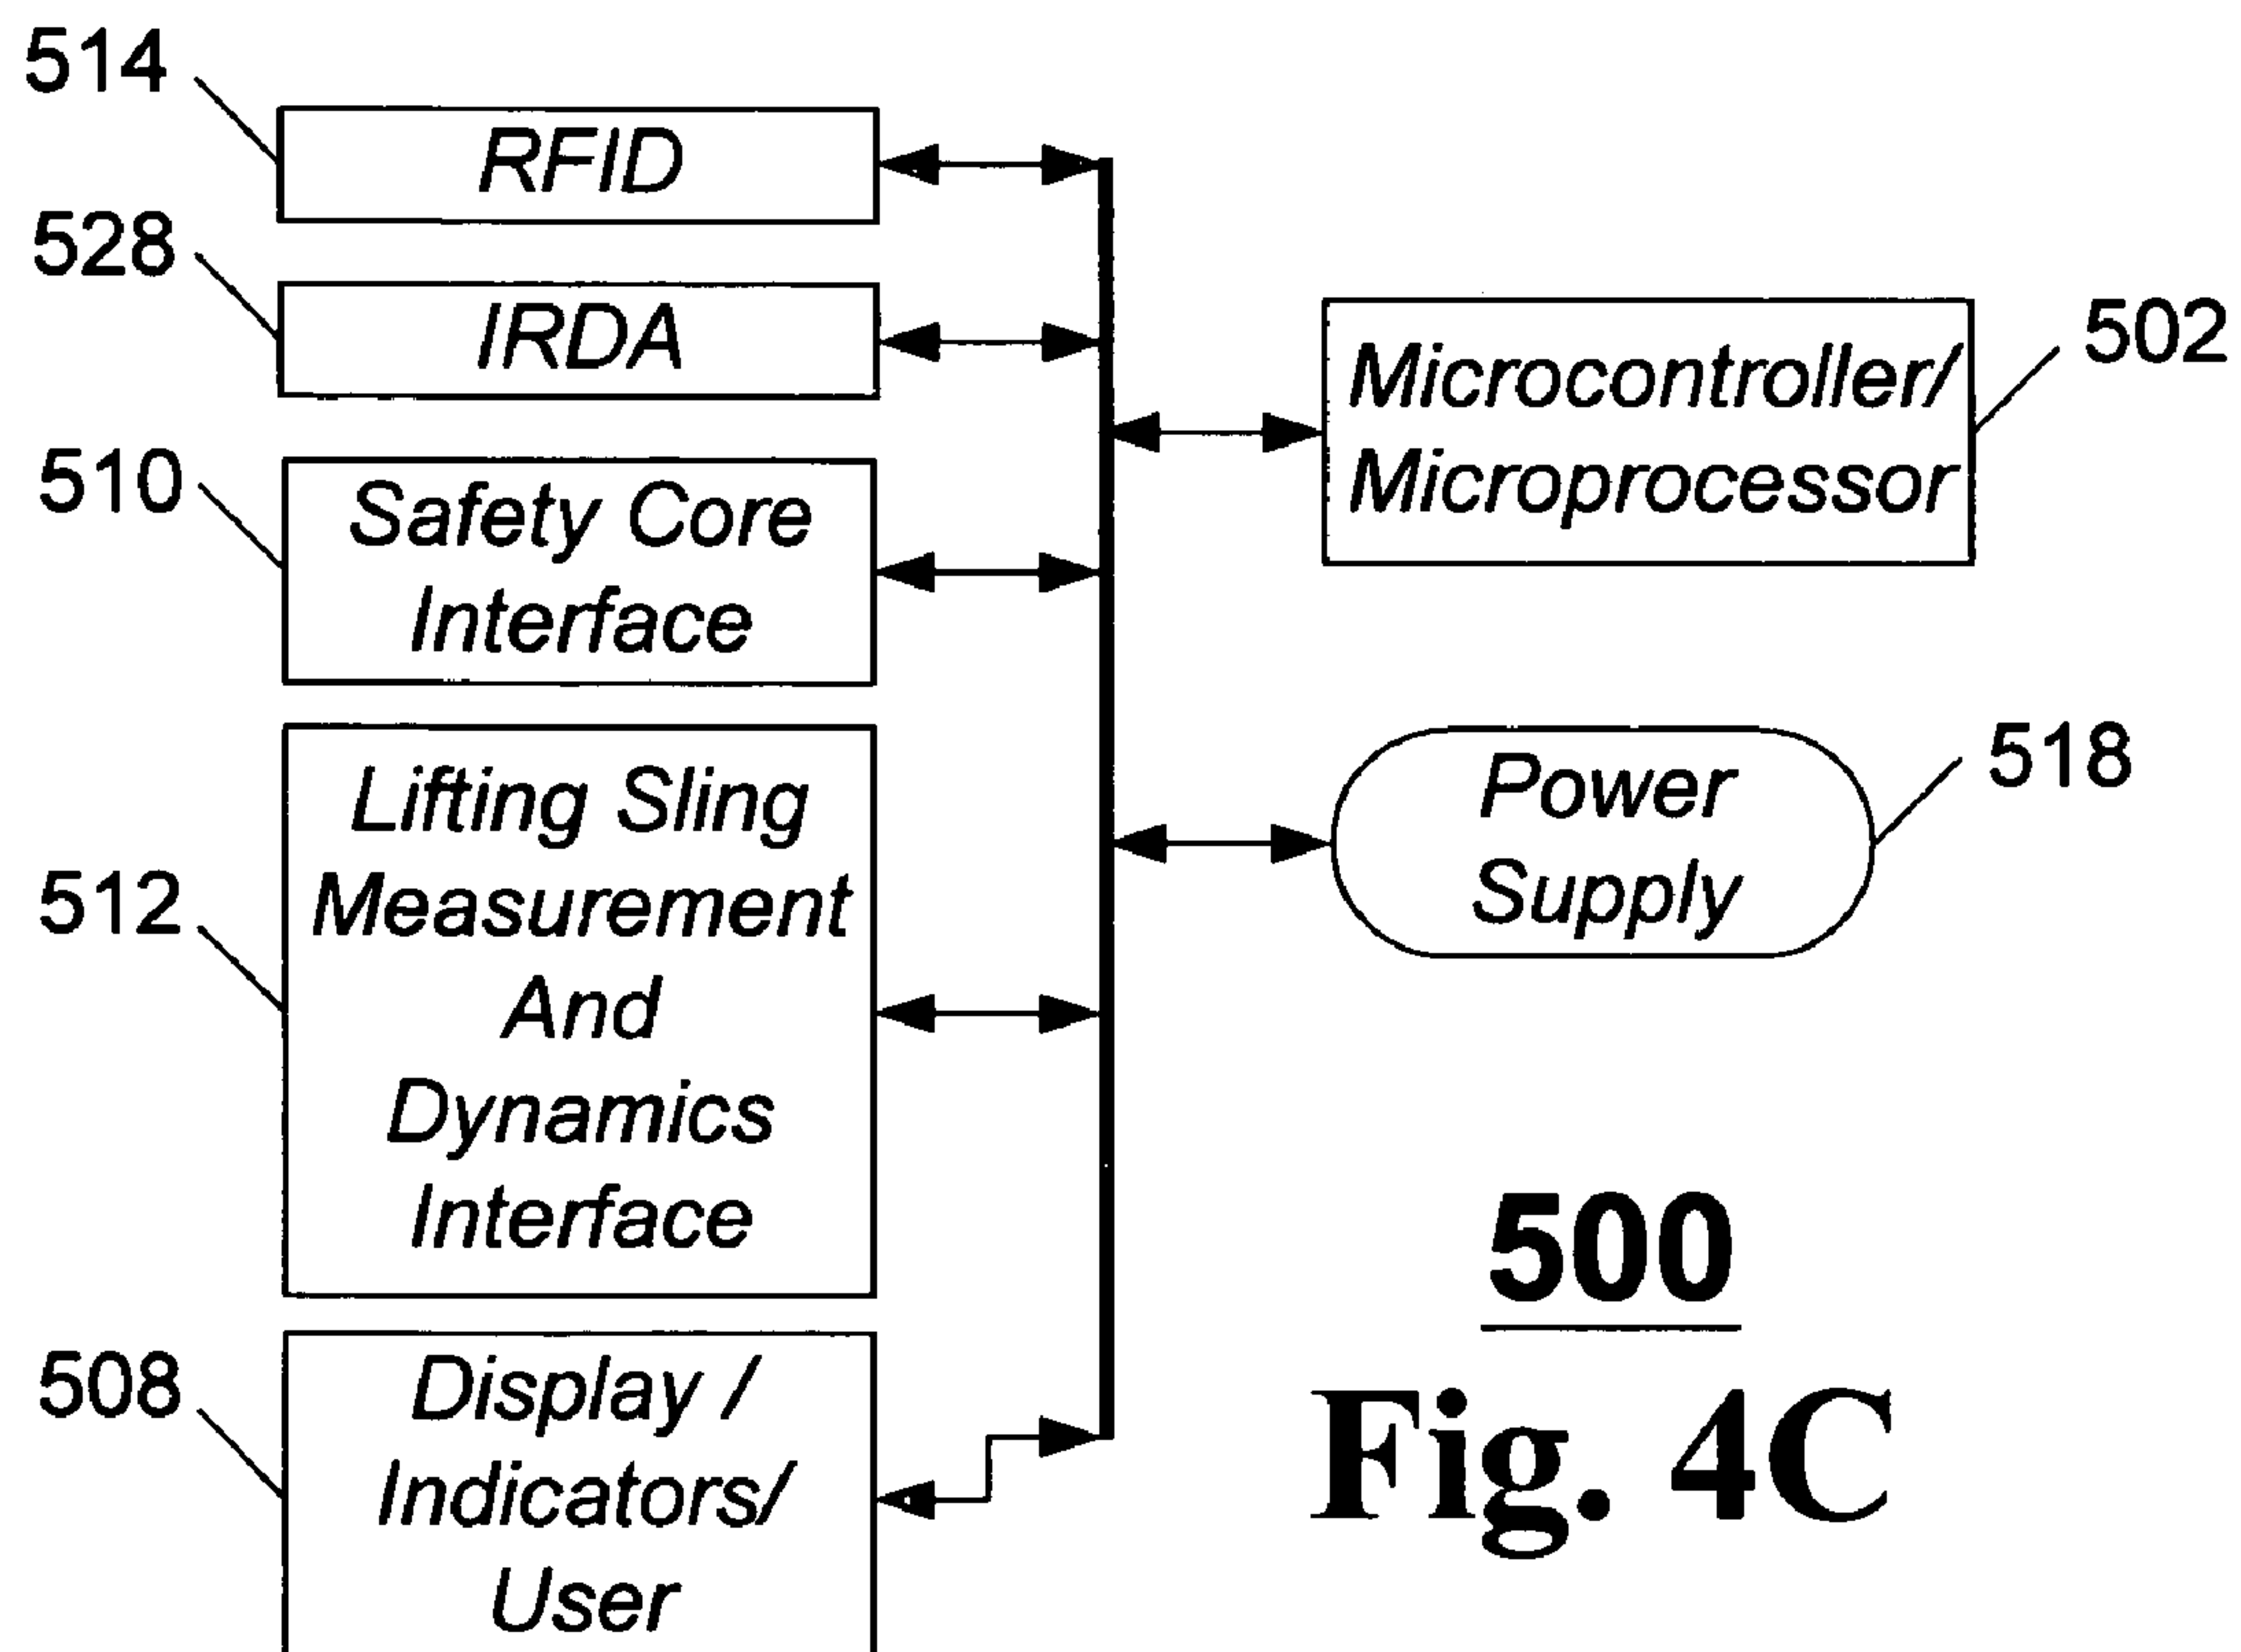 514
RFID
528
IRDA
510
Safety Core
Interface
Microcontroller/
Microprocessor
502
512
Lifting Sling
Measurement
And
Dynamics
Interface
Power
Supply
518
508
Display /
Indicators/
User
500
Fig. 4C